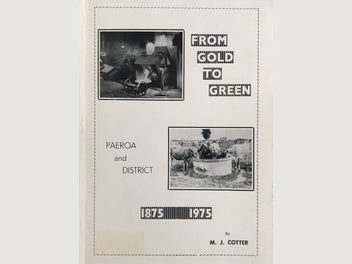 FROM
GOLD
TO
GREEN
PAEROA
and
DISTRICT
1875 1975
by
M. J. COTTER